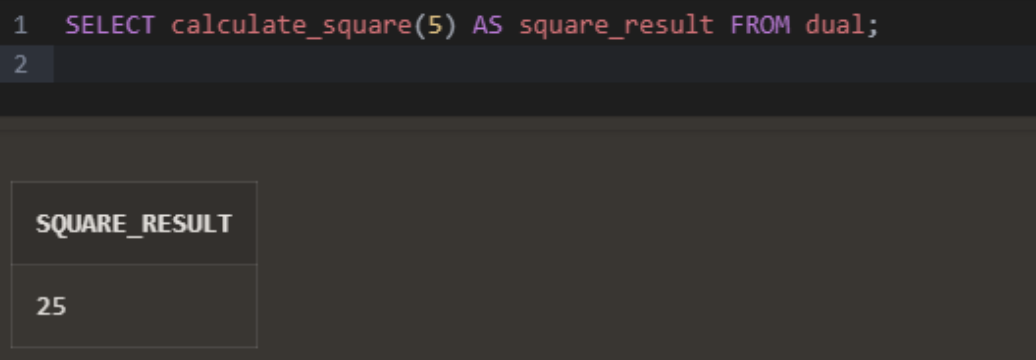 1 SELECT calculate_square(5) AS square_result FROM dual;
2
SQUARE_RESULT
25